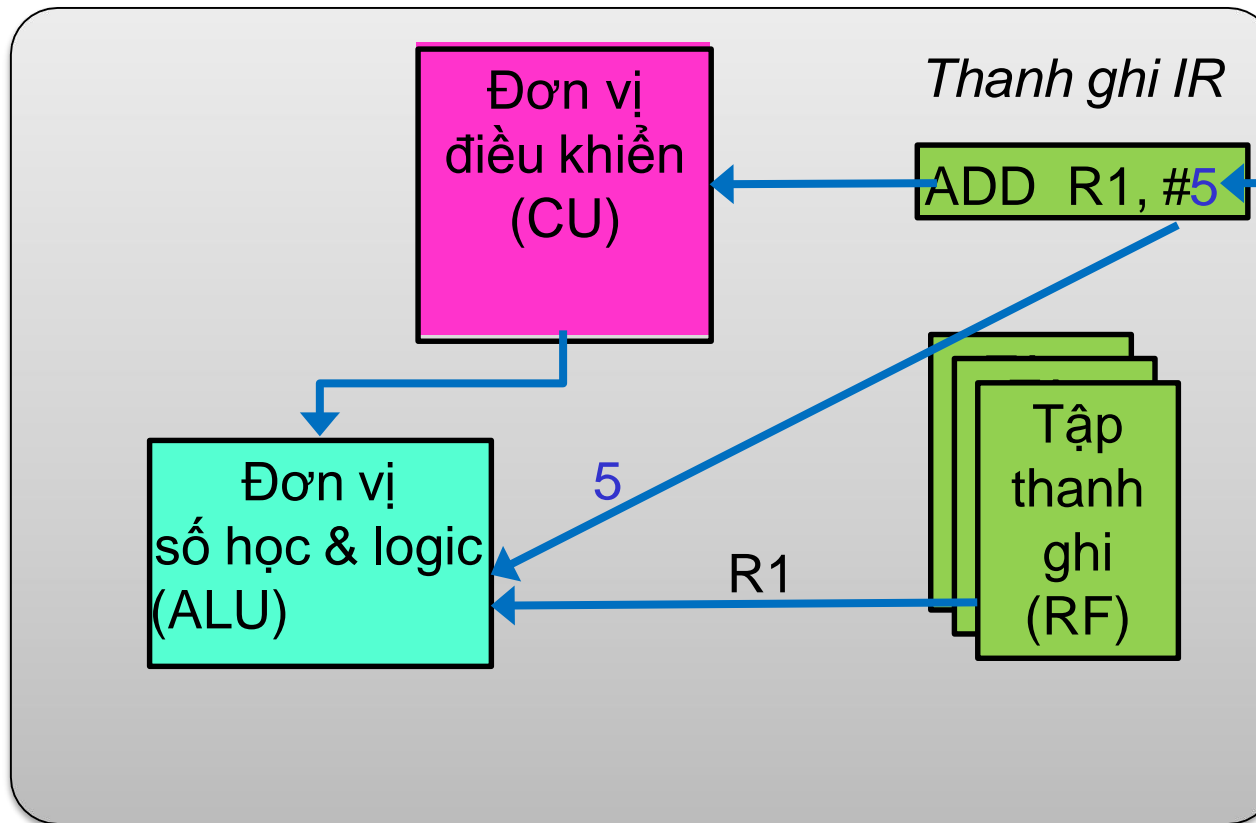 Đơn vị
điều khiển
(CU)
Thanh ghi IR
ADD R1, #5
Đơn vị
số học & logic
(ALU)
5
R1
Tập
thanh
ghi
(RF)